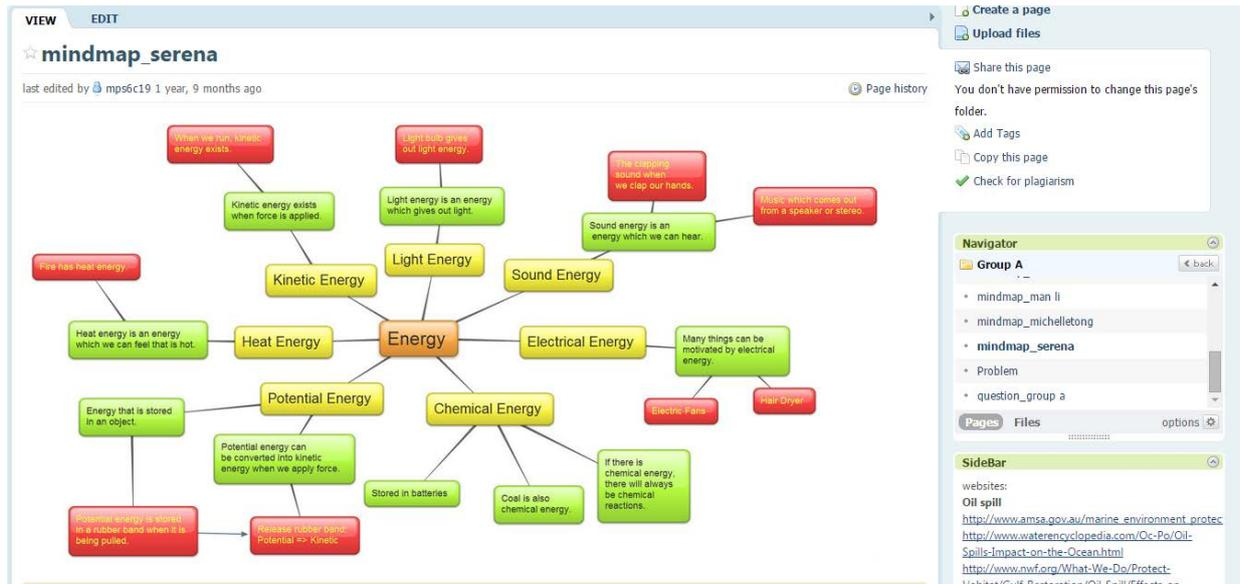 VIEW
EDIT
mindmap_serena
last edited by mps6c19 1 year, 9 months ago
Page history
When we run, kinetic
energy exists.
Light bulb gives
out light energy.
The clapping
sound when
we clap our hands.
Music which comes out
from a speaker or stereo.
Kinetic energy exists
when force is applied.
Light energy is an energy
which gives out light.
Sound energy is an
energy which we can hear.
Fire has heat energy
Kinetic Energy
Light Energy
Sound Energy
Heat energy is an energy
which we can feel that is hot.
Heat Energy
Energy
Electrical Energy
Many things can be
motivated by electrical
energy.
Electric Fans
Hair Dryer
Potential Energy
Chemical Energy
Energy that is stored
in an object.
Potential energy can
be converted into kinetic
energy when we apply force.
Stored in batteries
Coal is also
chemical energy.
If there is
chemical energy,
there will always
be chemical
reactions.
Potential energy is stored
in a rubber band when it is
being pulled.
Release rubber band:
Potential => Kinetic
Create a page
Upload files
Share this page
You don't have permission to change this page's
folder.
Add Tags
Copy this page
Check for plagiarism
Navigator
Group A
back
mindmap_man li
mindmap_michelletong
mindmap_serena
Problem
question_group a
Pages
Files
options
SideBar
websites:
Oil spill
http://www.amsa.gov.au/marine_environment_protec
http://www.waterencyclopedia.com/Oc-Po/Oil-
Spills-Impact-on-the-Ocean.html
http://www.nwf.org/What-We-Do/Protect-